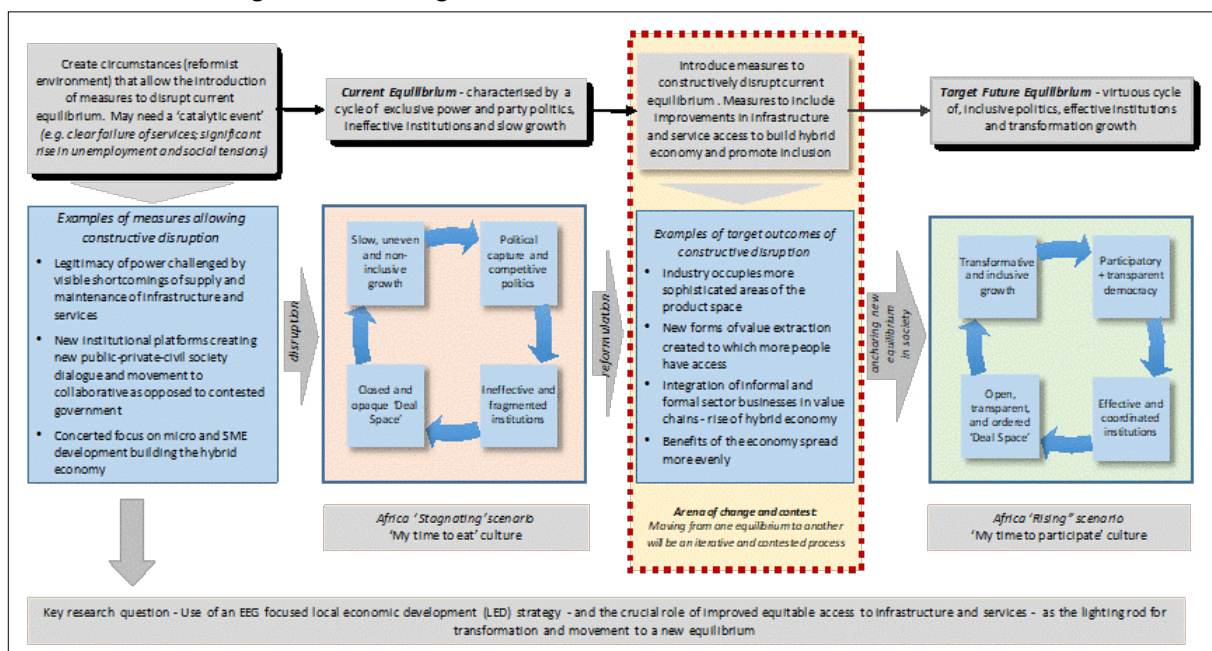 Create circumstances (reformist
environment) that allow the introduction
of measures to disrupt current
equilibrium. May need a 'catalytic event'
(e.g. clear failure of services; significant
rise in unemployment and social tensions)
Current Equilibrium - characterised by a
cycle of exclusive power and party politics,
ineffective institutions and slow growth
Introduce measures to
constructively disrupt current
equilibrium . Measures to include
improvements in infrastructure
and service access to build hybrid
economy and promote inclusion
Target Future Equilibrium - virtuous cycle
of, inclusive politics, effective institutions
and transformation growth
Examples of measures allowing
constructive disruption
• Legitimacy of power challenged by
visible shortcomings of supply and
maintenance of infrastructure and
services
• New institutional platforms creating
new public-private-civil society
dialogue and movement to
collaborative as opposed to contested
government
• Concerted focus on micro and SME
development building the hybrid
economy
disruption
Slow, uneven
and non-
inclusive
growth
Political
capture and
competitive
politics
Closed and
opaque 'Deal
Space'
Ineffective and
fragmented
institutions
reformulation
Examples of target outcomes of
constructive disruption
• Industry occupies more
sophisticated areas of the
product space
• New forms of value extraction
created to which more people
have access
• Integration of informal and
formal sector businesses in value
chains - rise of hybrid economy
• Benefits of the economy spread
more evenly
anchoring new
equilibrium
in society
Transformative
and inclusive
growth
Participatory
+ transparent
democracy
Open,
transparent,
and ordered
'Deal Space'
Effective and
coordinated
institutions
Africa 'Stagnating' scenario
'My time to eat' culture
Arena of change and contest:
Moving from one equilibrium to another
will be an iterative and contested process
Africa 'Rising" scenario
'My time to participate' culture
Key research question - Use of an EEG focused local economic development (LED) strategy - and the crucial role of improved equitable access to infrastructure and services - as the lighting rod for
transformation and movement to a new equilibrium